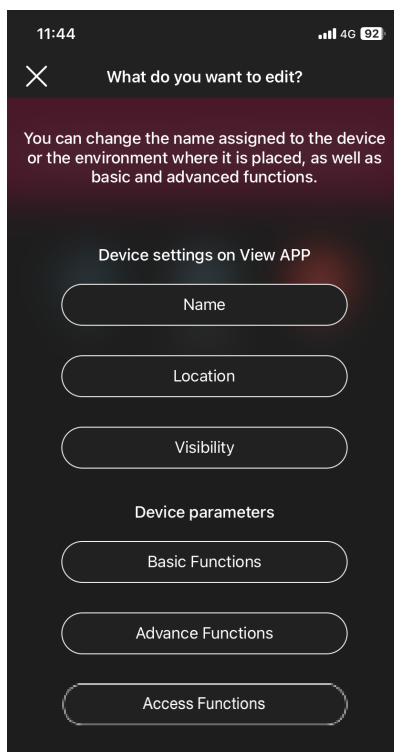 11:44
4G 92
What do you want to edit?
You can change the name assigned to the device
or the environment where it is placed, as well as
basic and advanced functions.
Device settings on View APP
Name
Location
Visibility
Device parameters
Basic Functions
Advance Functions
Access Functions